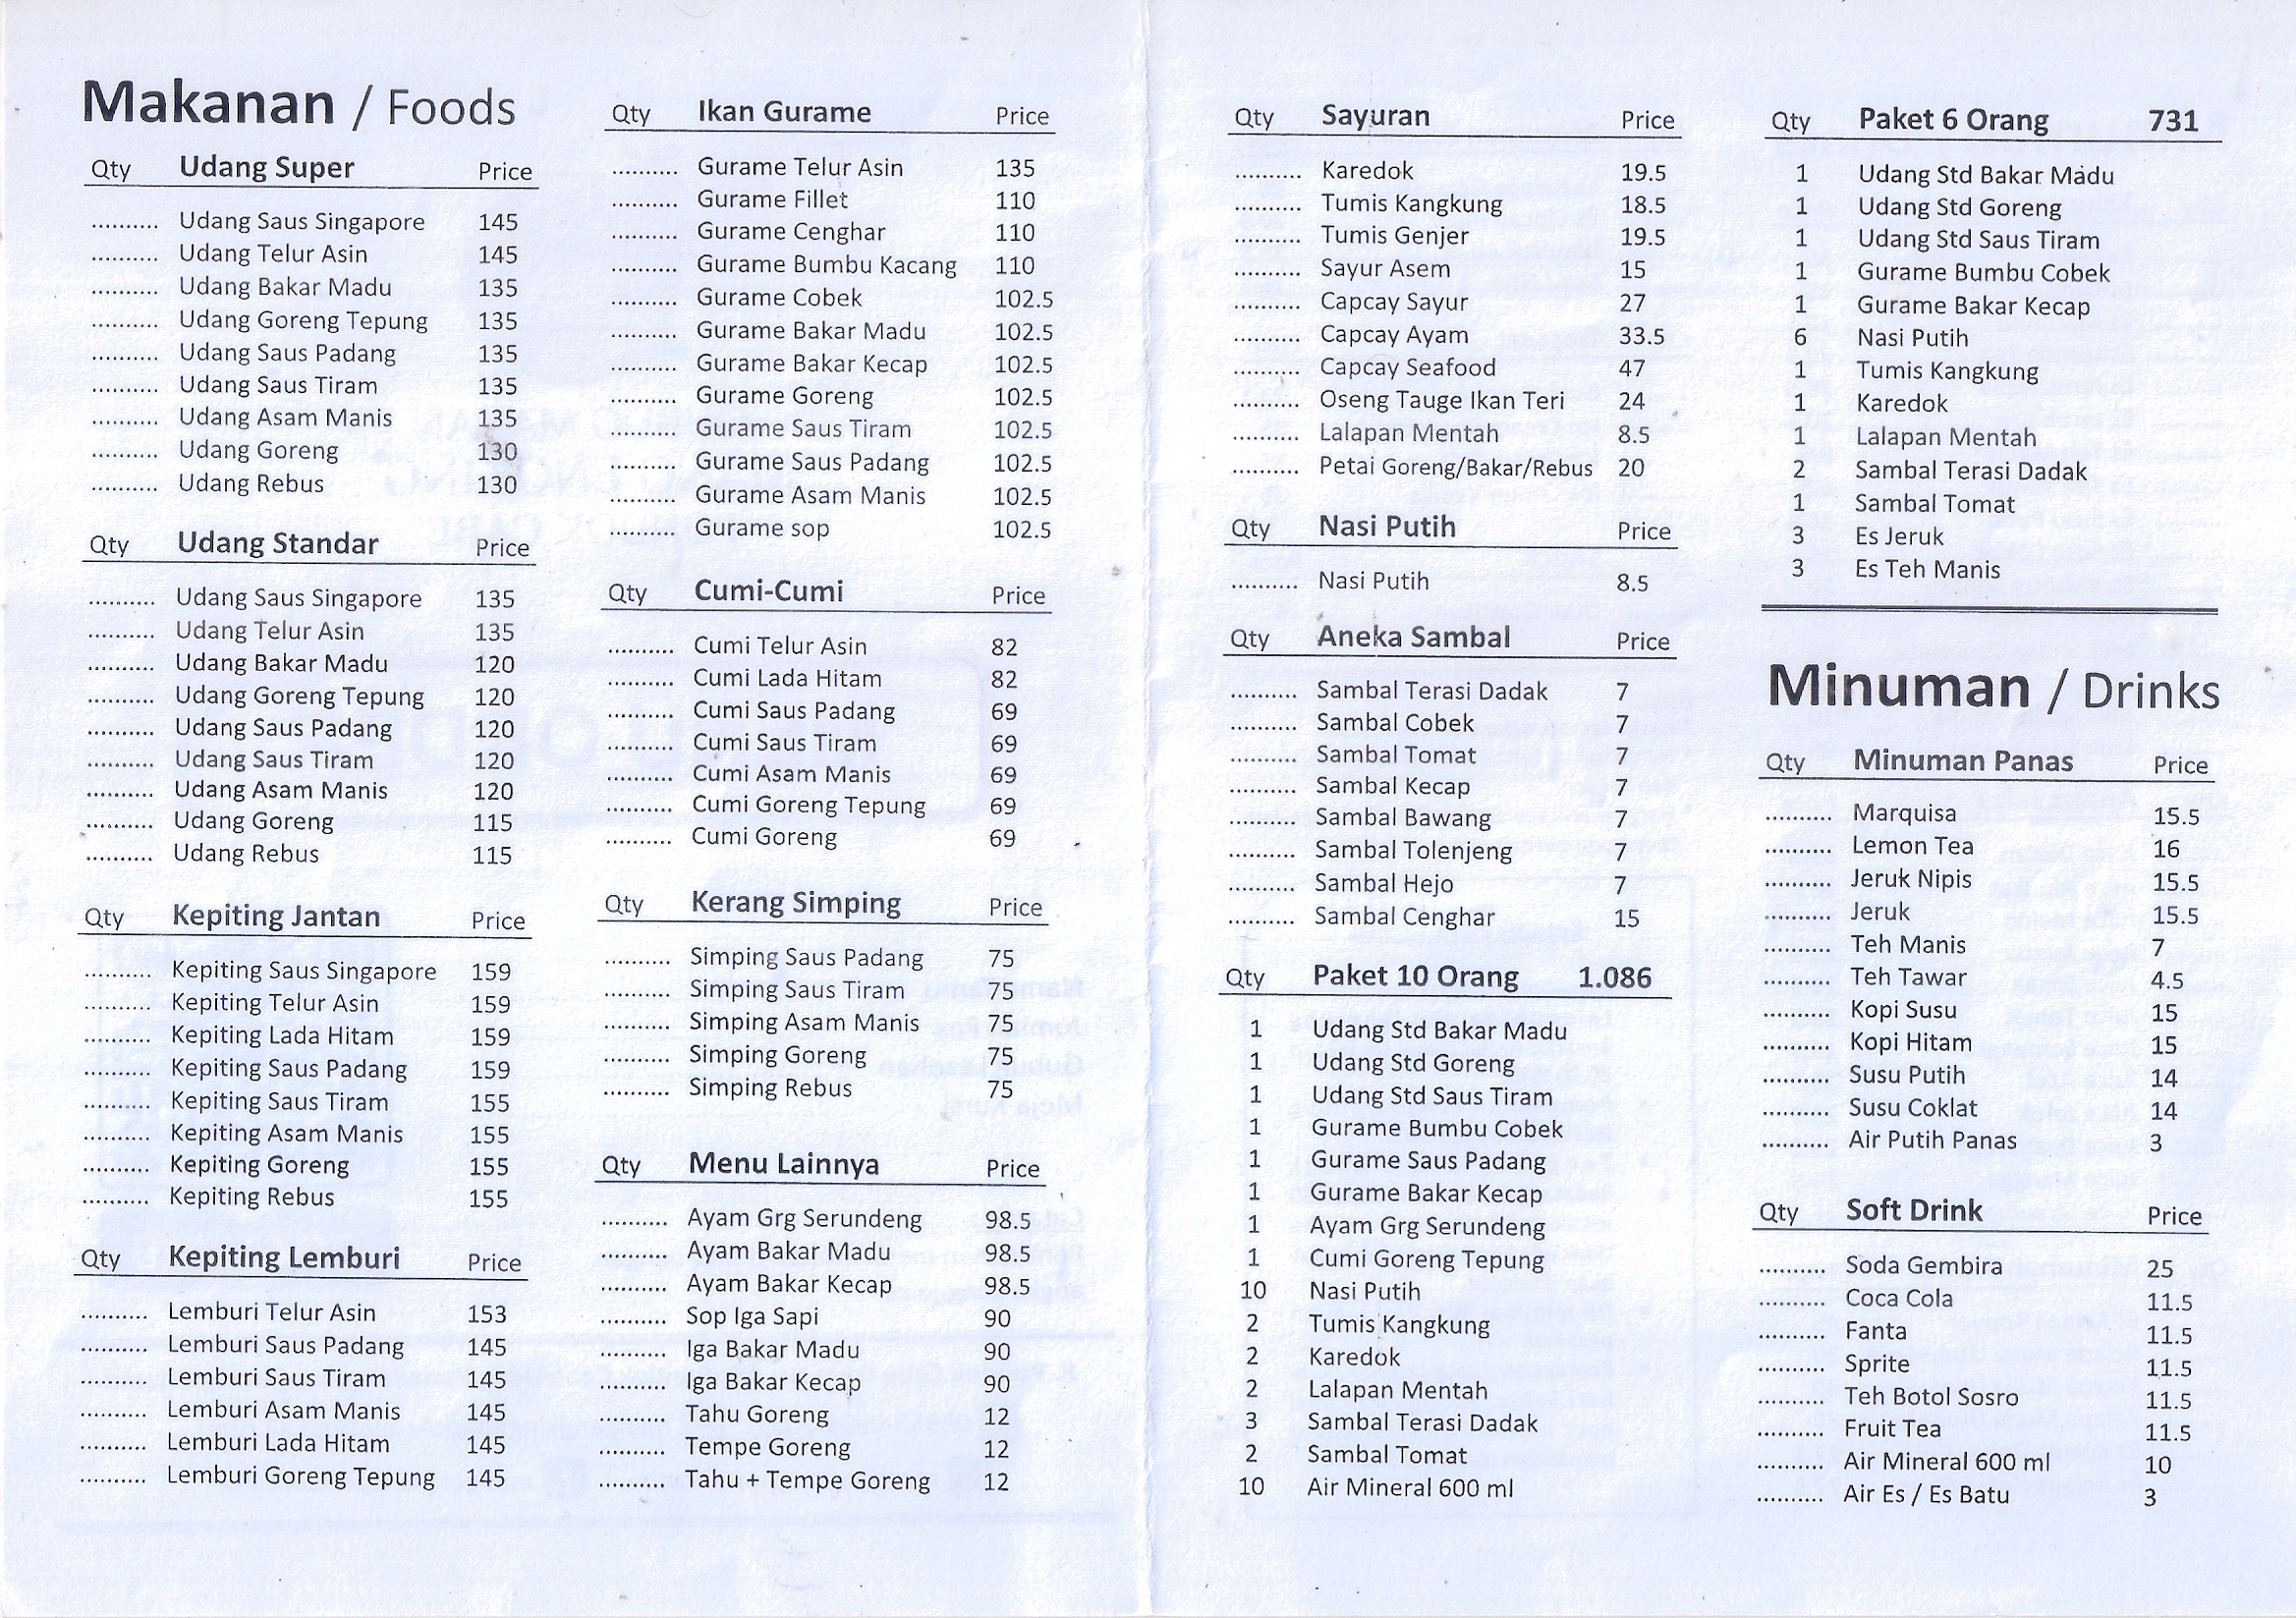 Makanan / Foods
Qty Udang Super Price
.......... Udang Saus Singapore 145
.......... Udang Telur Asin 145
.......... Udang Bakar Madu 135
.......... Udang Goreng Tepung 135
.......... Udang Saus Padang 135
.......... Udang Saus Tiram 135
.......... Udang Asam Manis 135
.......... Udang Goreng 130
.......... Udang Rebus 130
Qty Udang Standar Price
.......... Udang Saus Singapore 135
.......... Udang Telur Asin 135
.......... Udang Bakar Madu 120
.......... Udang Goreng Tepung 120
.......... Udang Saus Padang 120
.......... Udang Saus Tiram 120
.......... Udang Asam Manis 120
.......... Udang Goreng 115
.......... Udang Rebus 115
Qty Kepiting Jantan Price
.......... Kepiting Saus Singapore 159
.......... Kepiting Telur Asin 159
.......... Kepiting Lada Hitam 159
.......... Kepiting Saus Padang 159
.......... Kepiting Saus Tiram 155
.......... Kepiting Asam Manis 155
.......... Kepiting Goreng 155
.......... Kepiting Rebus 155
Qty Kepiting Lemburi Price
.......... Lemburi Telur Asin 153
.......... Lemburi Saus Padang 145
.......... Lemburi Saus Tiram 145
.......... Lemburi Asam Manis 145
.......... Lemburi Lada Hitam 145
.......... Lemburi Goreng Tepung 145
Qty Ikan Gurame Price
.......... Gurame Telur Asin 135
.......... Gurame Fillet 110
.......... Gurame Cenghar 110
.......... Gurame Bumbu Kacang 110
.......... Gurame Cobek 102.5
.......... Gurame Bakar Madu 102.5
.......... Gurame Bakar Kecap 102.5
.......... Gurame Goreng 102.5
.......... Gurame Saus Tiram 102.5
.......... Gurame Saus Padang 102.5
.......... Gurame Asam Manis 102.5
.......... Gurame sop 102.5
Qty Cumi-Cumi Price
.......... Cumi Telur Asin 82
.......... Cumi Lada Hitam 82
.......... Cumi Saus Padang 69
.......... Cumi Saus Tiram 69
.......... Cumi Asam Manis 69
.......... Cumi Goreng Tepung 69
.......... Cumi Goreng 69
Qty Kerang Simping Price
.......... Simping Saus Padang 75
.......... Simping Saus Tiram 75
.......... Simping Asam Manis 75
.......... Simping Goreng 75
.......... Simping Rebus 75
Qty Menu Lainnya Price
.......... Ayam Grg Serundeng 98.5
.......... Ayam Bakar Madu 98.5
.......... Ayam Bakar Kecap 98.5
.......... Sop Iga Sapi 90
.......... Iga Bakar Madu 90
.......... Iga Bakar Kecap 90
.......... Tahu Goreng 12
.......... Tempe Goreng 12
.......... Tahu + Tempe Goreng 12
Qty Sayuran Price
.......... Karedok 19.5
.......... Tumis Kangkung 18.5
.......... Tumis Genjer 19.5
.......... Sayur Asem 15
.......... Capcay Sayur 27
.......... Capcay Ayam 33.5
.......... Capcay Seafood 47
.......... Oseng Tauge Ikan Teri 24
.......... Lalapan Mentah 8.5
.......... Petai Goreng/Bakar/Rebus 20
Qty Nasi Putih Price
.......... Nasi Putih 8.5
Qty Aneka Sambal Price
.......... Sambal Terasi Dadak 7
.......... Sambal Cobek 7
.......... Sambal Tomat 7
.......... Sambal Kecap 7
.......... Sambal Bawang 7
.......... Sambal Tolenjeng 7
.......... Sambal Hejo 7
.......... Sambal Cenghar 15
Qty Paket 10 Orang 1.086
1 Udang Std Bakar Madu
1 Udang Std Goreng
1 Udang Std Saus Tiram
1 Gurame Bumbu Cobek
1 Gurame Saus Padang
1 Gurame Bakar Kecap
1 Ayam Grg Serundeng
1 Cumi Goreng Tepung
10 Nasi Putih
2 Tumis Kangkung
2 Karedok
2 Lalapan Mentah
3 Sambal Terasi Dadak
2 Sambal Tomat
10 Air Mineral 600 ml
Qty Paket 6 Orang 731
1 Udang Std Bakar Madu
1 Udang Std Goreng
1 Udang Std Saus Tiram
1 Gurame Bumbu Cobek
1 Gurame Bakar Kecap
6 Nasi Putih
1 Tumis Kangkung
1 Karedok
1 Lalapan Mentah
2 Sambal Terasi Dadak
1 Sambal Tomat
3 Es Jeruk
3 Es Teh Manis
Minuman / Drinks
Qty Minuman Panas Price
.......... Marquisa 15.5
.......... Lemon Tea 16
.......... Jeruk Nipis 15.5
.......... Jeruk 15.5
.......... Teh Manis 7
.......... Teh Tawar 4.5
.......... Kopi Susu 15
.......... Kopi Hitam 15
.......... Susu Putih 14
.......... Susu Coklat 14
.......... Air Putih Panas 3
Qty Soft Drink Price
.......... Soda Gembira 25
.......... Coca Cola 11.5
.......... Fanta 11.5
.......... Sprite 11.5
.......... Teh Botol Sosro 11.5
.......... Fruit Tea 11.5
.......... Air Mineral 600 ml 10
.......... Air Es / Es Batu 3